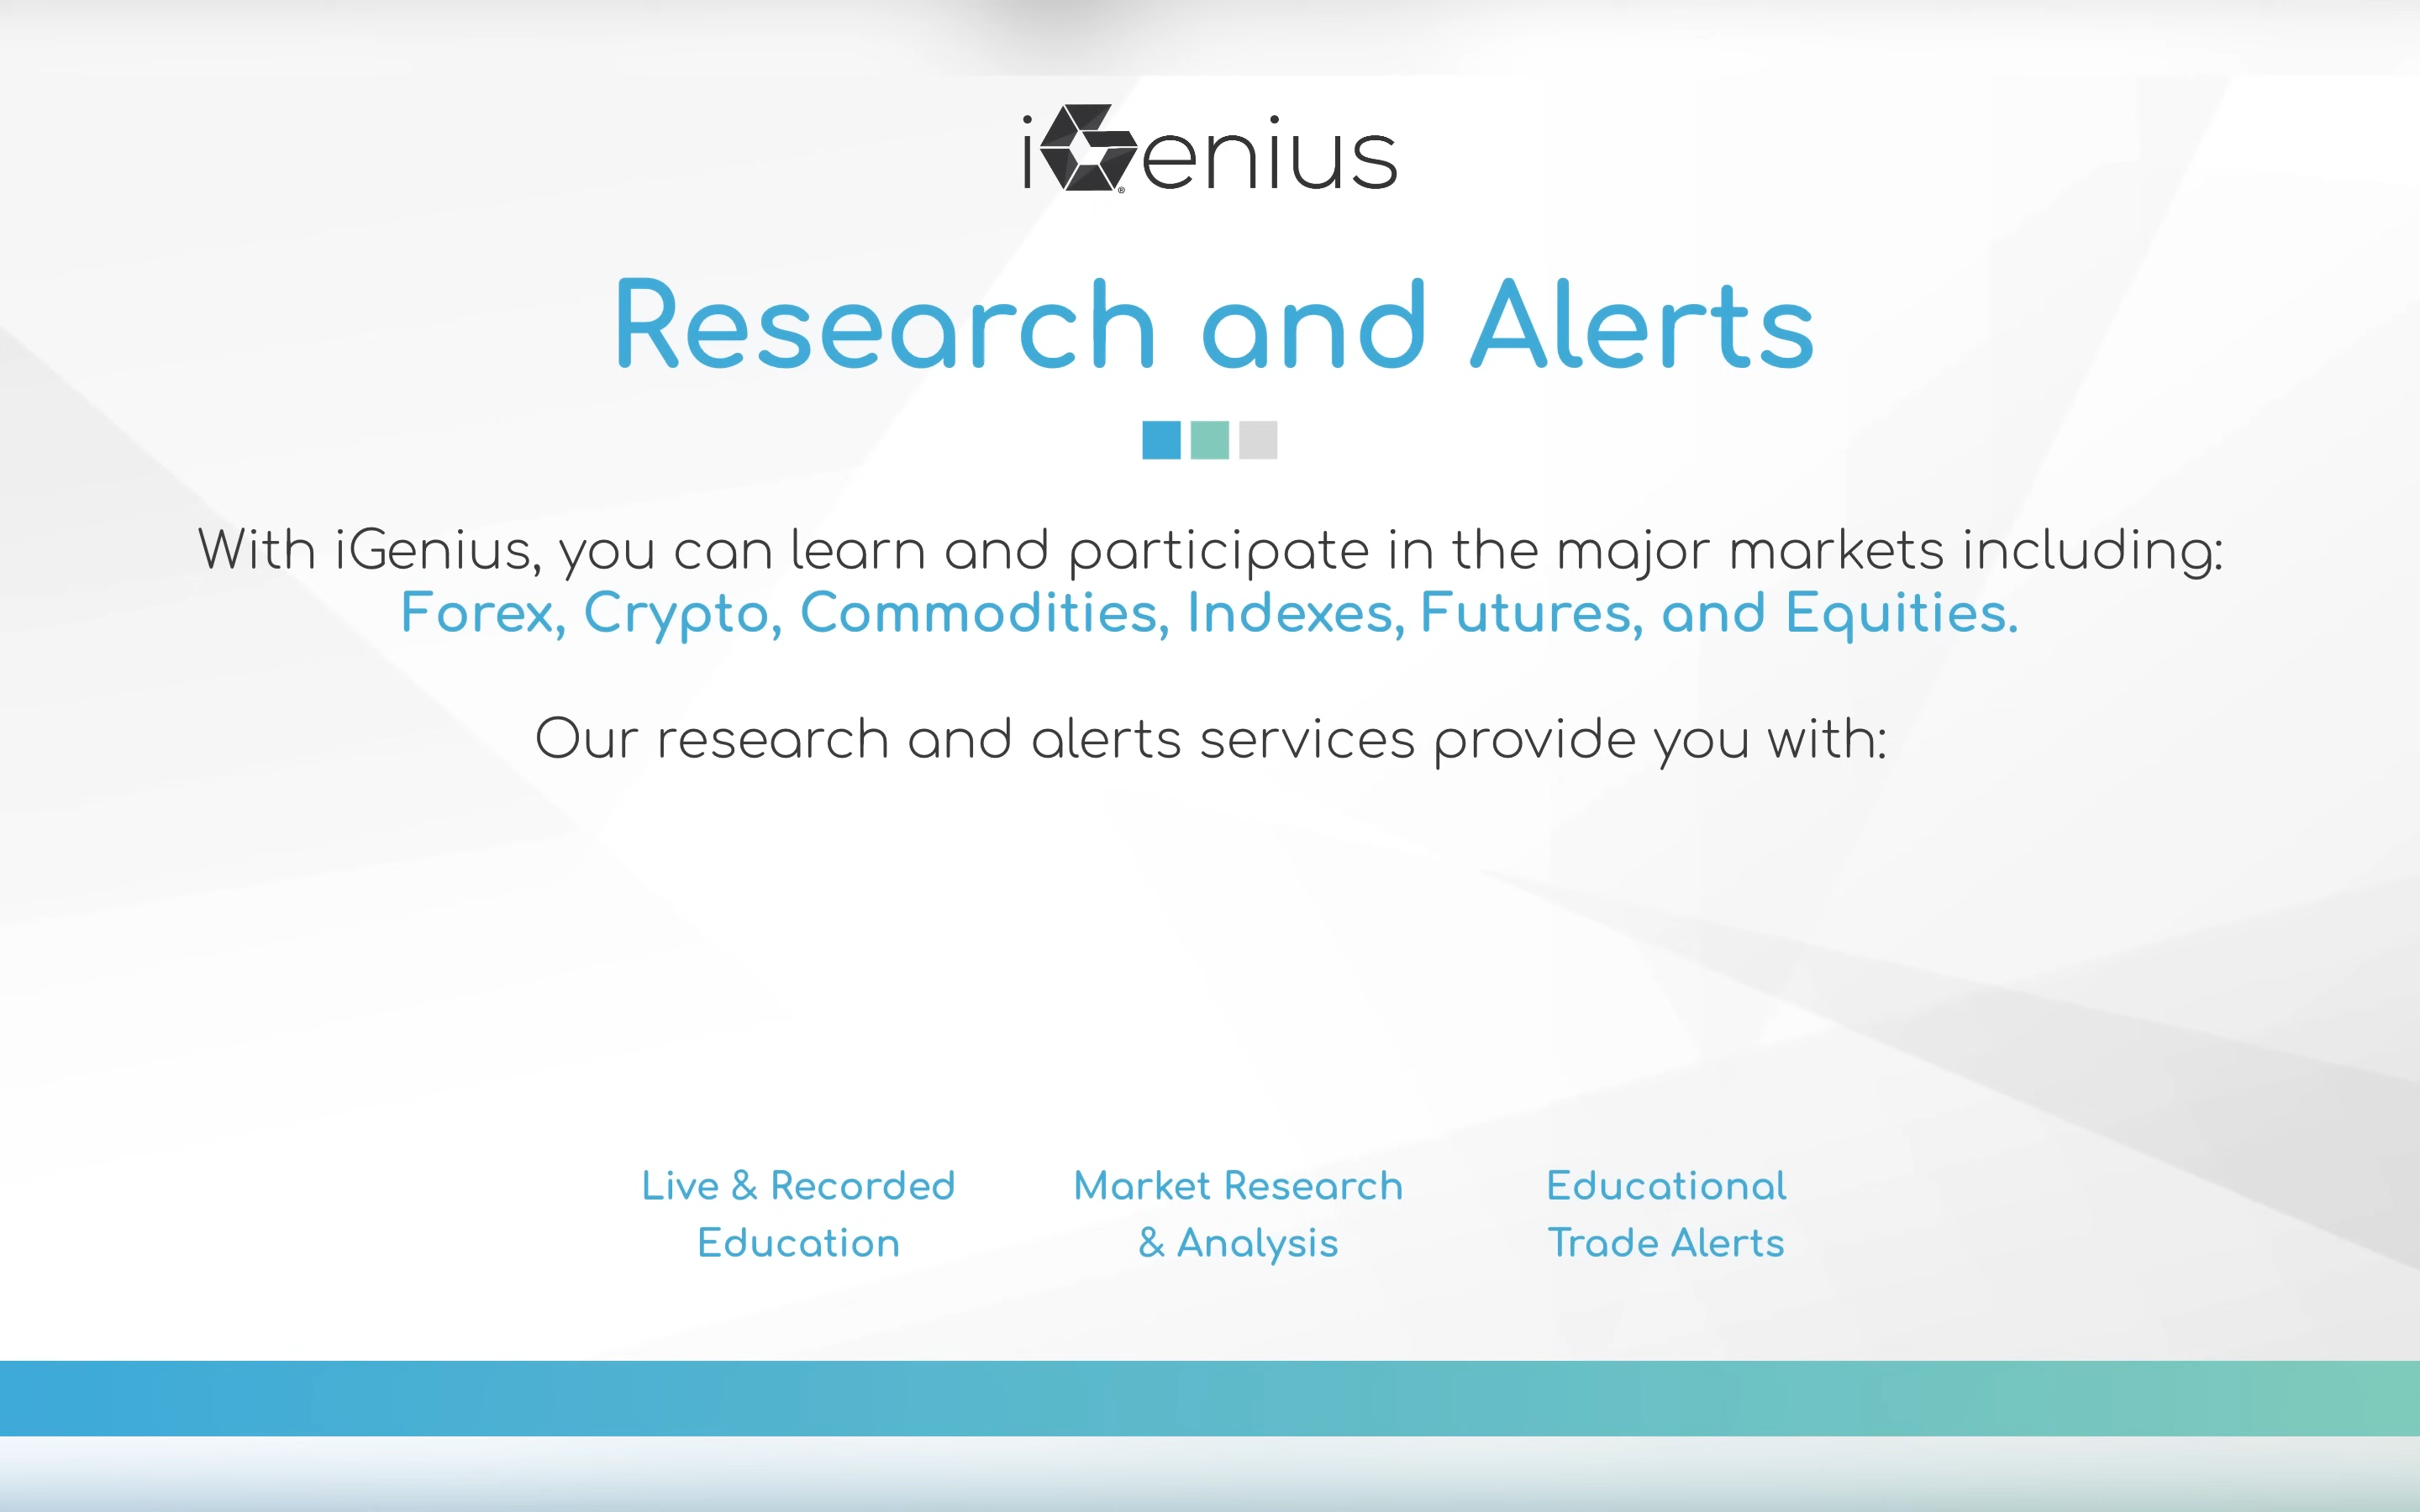 iGenius®
Research and Alerts
With iGenius, you can learn and participate in the major markets including:
Forex, Crypto, Commodities, Indexes, Futures, and Equities.
Our research and alerts services provide you with:
Live & Recorded
Education
Market Research
& Analysis
Educational
Trade Alerts